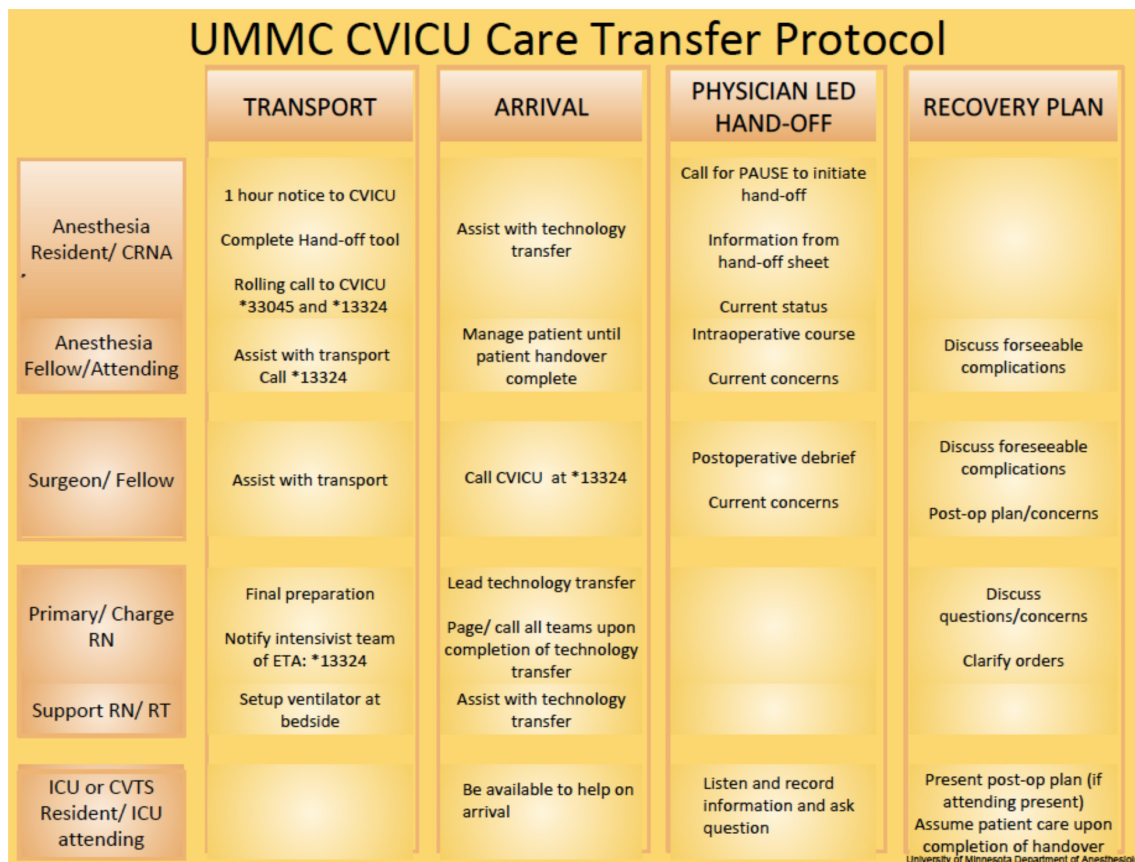 UMMC CVICU Care Transfer Protocol
TRANSPORT
ARRIVAL
PHYSICIAN LED
HAND-OFF
RECOVERY PLAN
Anesthesia
Resident/ CRNA
1 hour notice to CVICU
Complete Hand-off tool
Rolling call to CVICU
*33045 and *13324
Assist with technology
transfer
Call for PAUSE to initiate
hand-off
Information from
hand-off sheet
Current status
Anesthesia
Fellow/Attending
Assist with transport
Call *13324
Manage patient until
patient handover
complete
Intraoperative course
Current concerns
Discuss forseeable
complications
Surgeon/ Fellow
Assist with transport
Call CVICU at *13324
Postoperative debrief
Current concerns
Discuss foreseeable
complications
Post-op plan/concerns
Primary/ Charge
RN
Final preparation
Notify intensivist team
of ETA: *13324
Lead technology transfer
Page/ call all teams upon
completion of technology
transfer
Discuss
questions/concerns
Clarify orders
Support RN/ RT
Setup ventilator at
bedside
Assist with technology
transfer
ICU or CVTS
Resident/ ICU
attending
Be available to help on
arrival
Listen and record
information and ask
question
Present post-op plan (if
attending present)
Assume patient care upon
completion of handover
University of Minnesota Department of